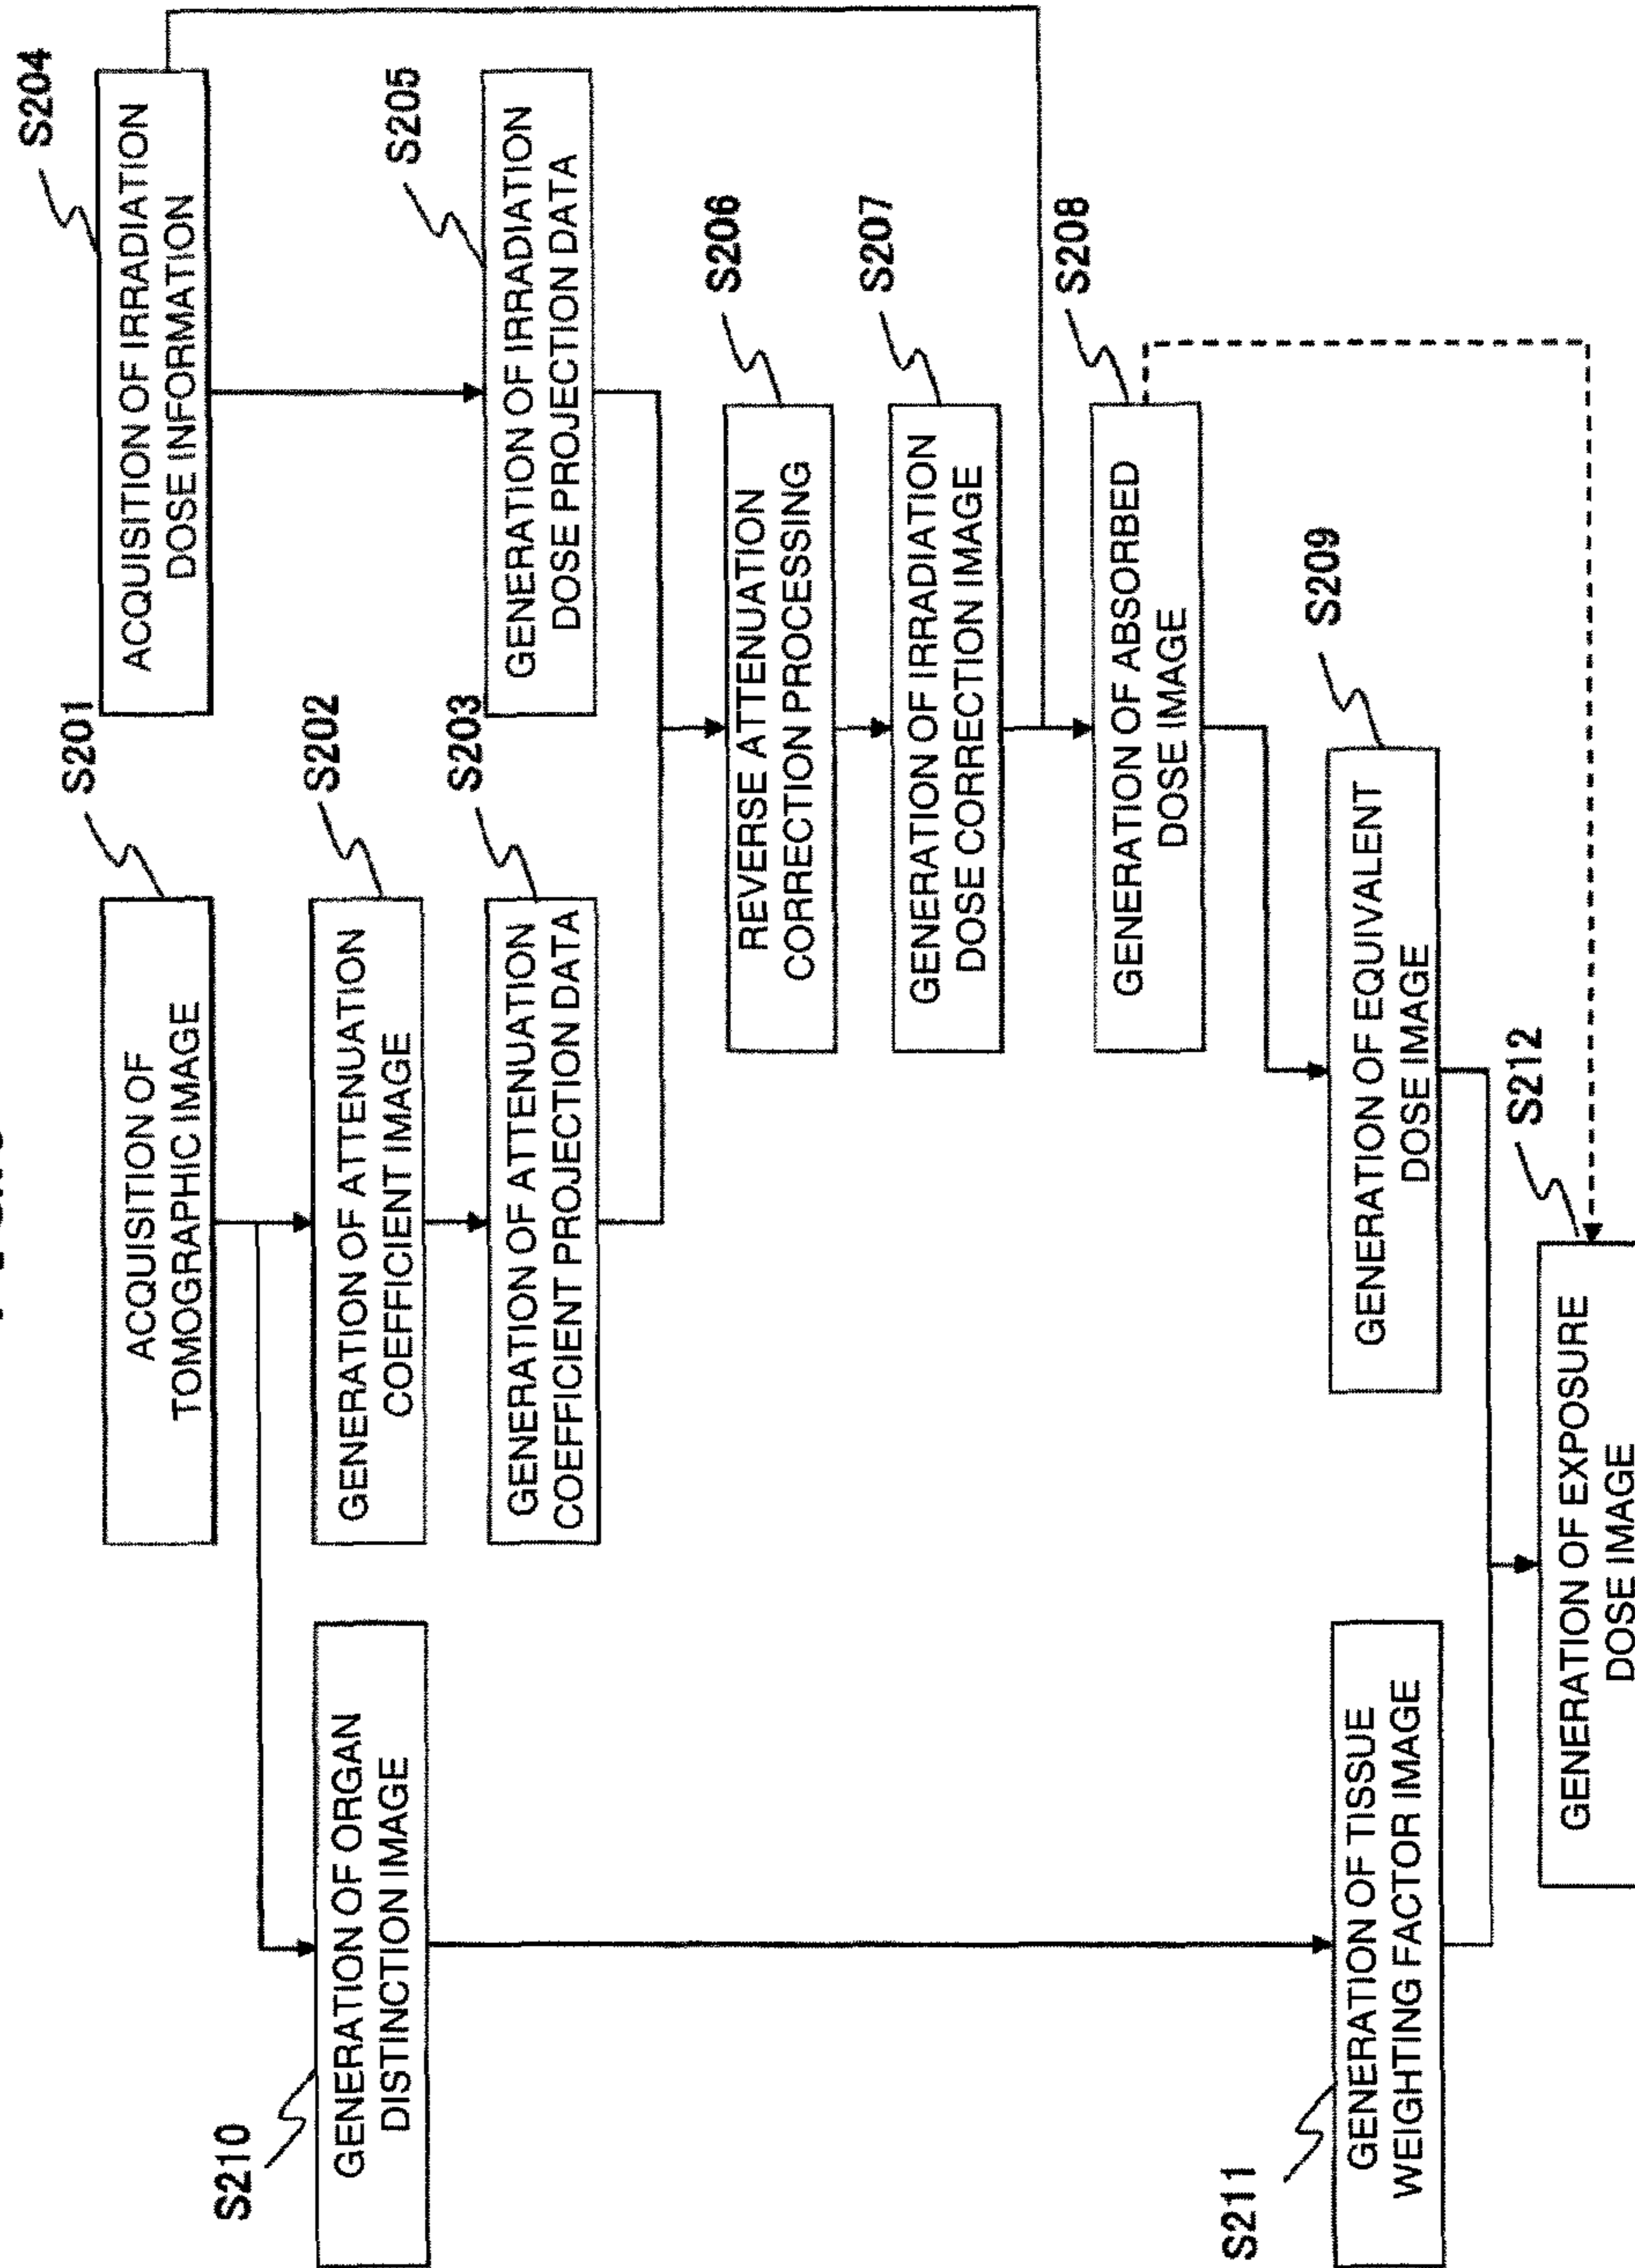 S201
ACQUISITION OF
TOMOGRAPHIC IMAGE
S202
GENERATION OF ATTENUATION
COEFFICIENT IMAGE
S203
GENERATION OF ATTENUATION
COEFFICIENT PROJECTION DATA
S204
ACQUISITION OF IRRADIATION
DOSE INFORMATION
S205
GENERATION OF IRRADIATION
DOSE PROJECTION DATA
S206
REVERSE ATTENUATION
CORRECTION PROCESSING
S207
GENERATION OF IRRADIATION
DOSE CORRECTION IMAGE
S208
GENERATION OF ABSORBED
DOSE IMAGE
S209
GENERATION OF EQUIVALENT
DOSE IMAGE
S210
GENERATION OF ORGAN
DISTINCTION IMAGE
S211
GENERATION OF TISSUE
WEIGHTING FACTOR IMAGE
S212
GENERATION OF EXPOSURE
DOSE IMAGE